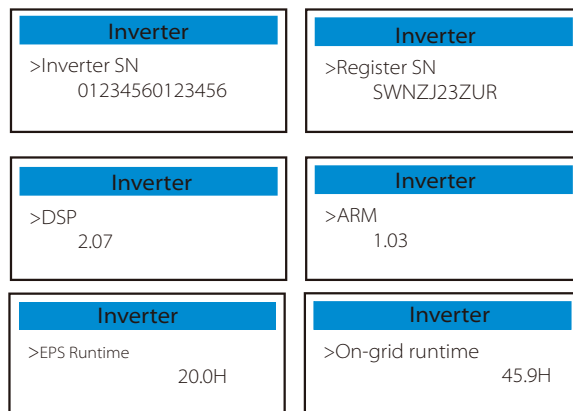 Inverter
>Inverter SN
01234560123456
Inverter
>Register SN
SWNZJ23ZUR
Inverter
>DSP
2.07
Inverter
>ARM
1.03
Inverter
>EPS Runtime
20.0H
Inverter
>On-grid runtime
45.9H